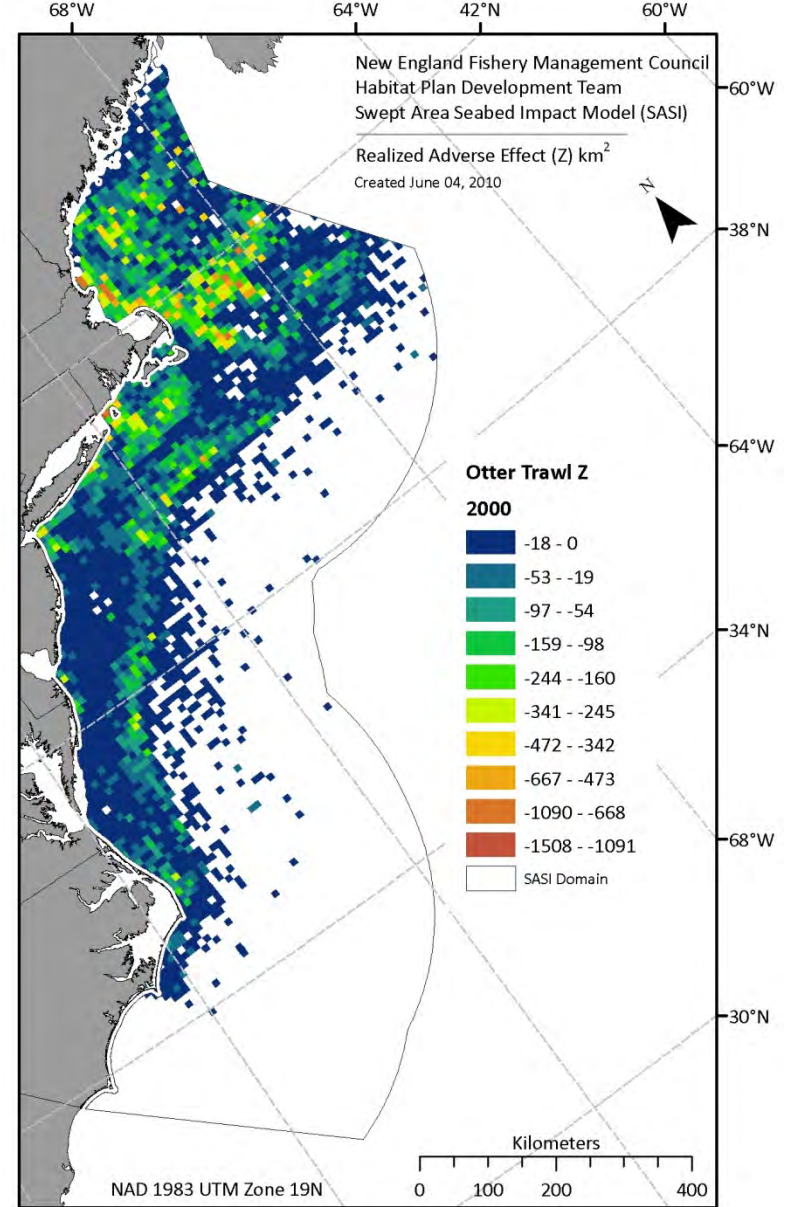 68°W 64°W 42°N 60°W
New England Fishery Management Council
Habitat Plan Development Team
Swept Area Seabed Impact Model (SASI)
Realized Adverse Effect (Z) km²
Created June 04, 2010
N
60°W
38°N
64°W
34°N
68°W
30°N
Otter Trawl Z
2000
-18 - 0
-53 - -19
-97 - -54
-159 - -98
-244 - -160
-341 - -245
-472 - -342
-667 - -473
-1090 - -668
-1508 - -1091
SASI Domain
Kilometers
0 100 200 400
NAD 1983 UTM Zone 19N